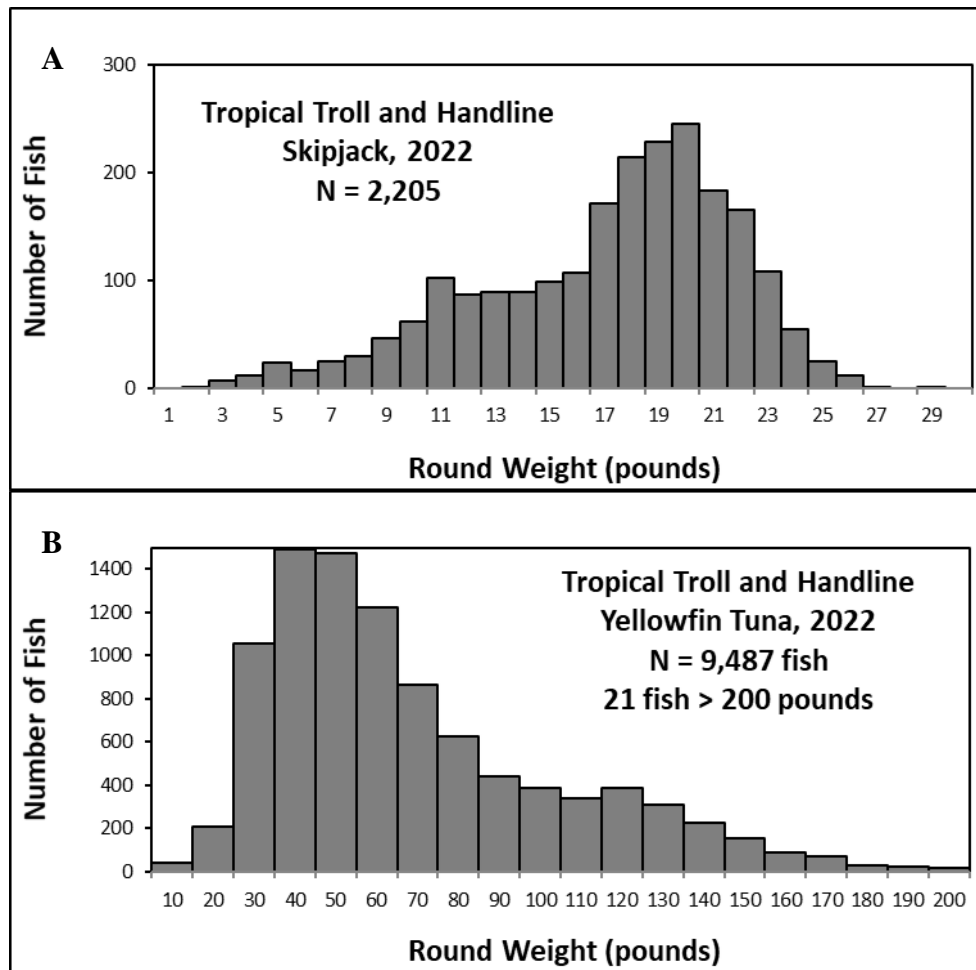 A
300
Tropical Troll and Handline
Skipjack, 2022
N = 2,205
200
100
0
Number of Fish
1 3 5 7 9 11 13 15 17 19 21 23 25 27 29
Round Weight (pounds)
B
1400
Tropical Troll and Handline
1200
Yellowfin Tuna, 2022
N = 9,487 fish
1000
21 fish > 200 pounds
800
600
400
200
0
Number of Fish
10 20 30 40 50 60 70 80 90 100 110 120 130 140 150 160 170 180 190 200
Round Weight (pounds)